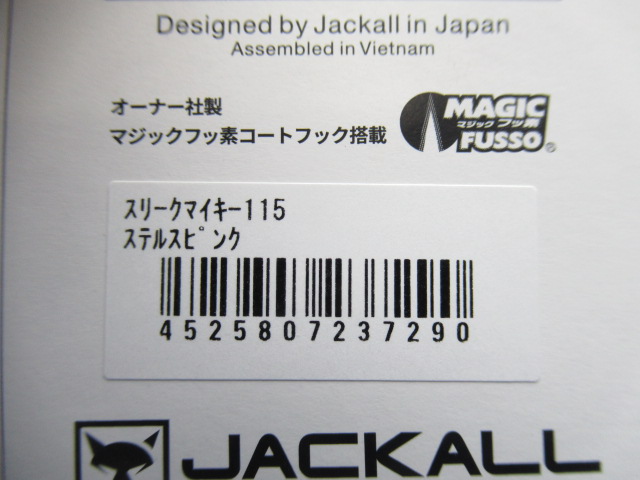 Designed by Jackall in Japan
Assembled in Vietnam
オーナー社製
マジックフッ素コートフック搭載
MAGIC
マジック フッ素
FUSSO®
ｽﾘｰｸﾏｲｷｰ115
ｽﾃﾙｽﾋﾟﾝｸ
4525807237290
JACKALL